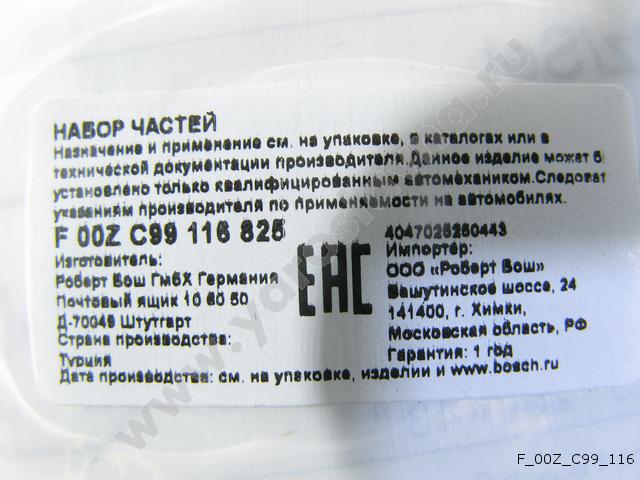 НАБОР ЧАСТЕЙ
Назначение и применение см. на упаковке, в каталогах или в
технической документации производителя.Данное изделие может б
установлено только квалифицированным автомехаником.Следоват
указаниям производителя по применяемости на автомобилях.
F 00Z C99 116 825
Изготовитель:
Роберт Бош ГмбХ Германия
Почтовый ящик 10 60 50
Д-70049 Штутгарт
Страна производства:
Турция
EAC
4047025250443
Импортёр:
ООО «Роберт Бош»
Вашутинское шоссе, 24
141400, г. Химки,
Московская область, РФ
Гарантия: 1 год
Дата производства: см. на упаковке, изделии и www.bosch.ru
F_00Z_C99_116